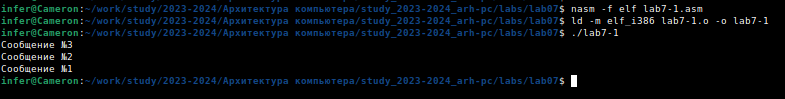 infer@Cameron:~/work/study/2023-2024/Архитектура компьютера/study_2023-2024_arh-pc/labs/lab07$ nasm -f elf lab7-1.asm
infer@Cameron:~/work/study/2023-2024/Архитектура компьютера/study_2023-2024_arh-pc/labs/lab07$ ld -m elf_i386 lab7-1.o -o lab7-1
infer@Cameron:~/work/study/2023-2024/Архитектура компьютера/study_2023-2024_arh-pc/labs/lab07$ ./lab7-1
Сообщение №3
Сообщение №2
Сообщение №1
infer@Cameron:~/work/study/2023-2024/Архитектура компьютера/study_2023-2024_arh-pc/labs/lab07$